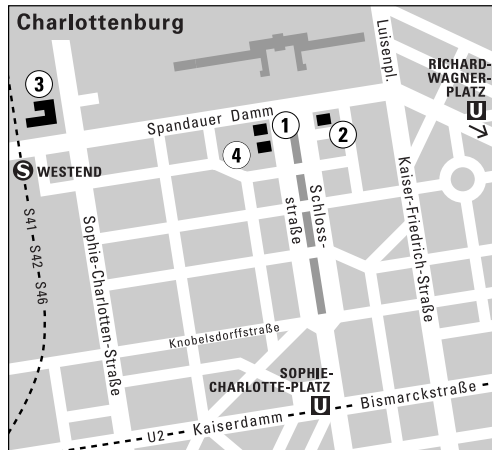 Charlottenburg
Luisenpl.
RICHARD-
WAGNER-
PLATZ
U
3
Spandauer Damm
1
2
4
S WESTEND
S41
S42
S46
Sophie-Charlotten-Straße
Schloss-
straße
Kaiser-Friedrich-Straße
Knobelsdorffstraße
SOPHIE-
CHARLOTTE-PLATZ
U
U2
Kaiserdamm
Bismarckstraße